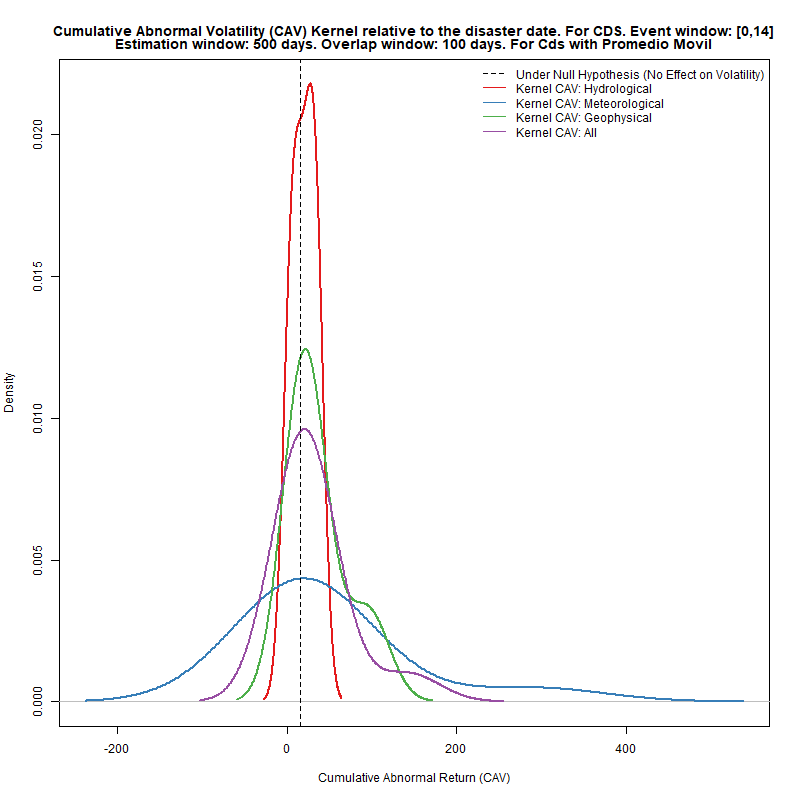 Cumulative Abnormal Volatility (CAV) Kernel relative to the disaster date. For CDS. Event window: [0,14]
Estimation window: 500 days. Overlap window: 100 days. For Cds with Promedio Movil
Under Null Hypothesis (No Effect on Volatility)
Kernel CAV: Hydrological
Kernel CAV: Meteorological
Kernel CAV: Geophysical
Kernel CAV: All
Density
0.020
0.015
0.010
0.005
0.000
-200 0 200 400
Cumulative Abnormal Return (CAV)